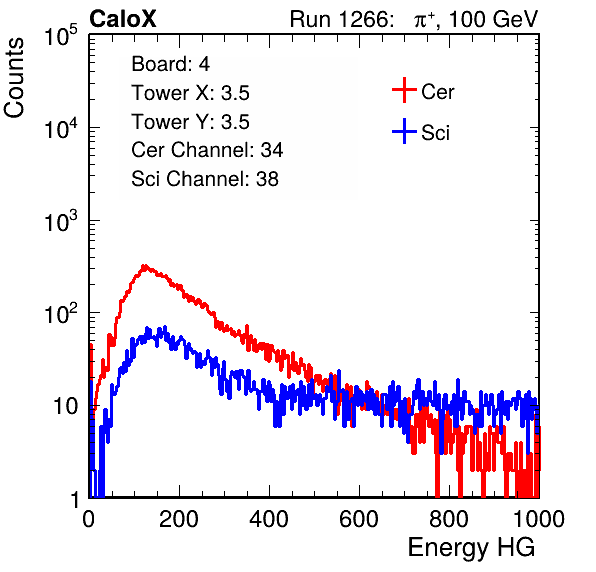 CaloX Run 1266: π⁺, 100 GeV
Counts
10⁵
10⁴
10³
10²
10
1
Board: 4
Tower X: 3.5
Tower Y: 3.5
Cer Channel: 34
Sci Channel: 38
Cer
Sci
0 200 400 600 800 1000
Energy HG